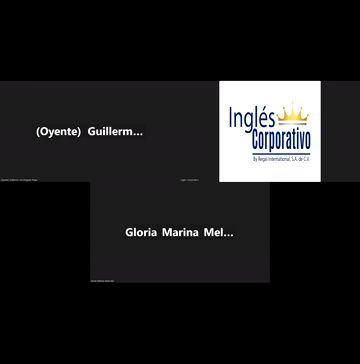 (Oyente) Guillerm...
Inglés
Corporativo
By Regal International, S.A. de C.V.
Gloria Marina Mel...